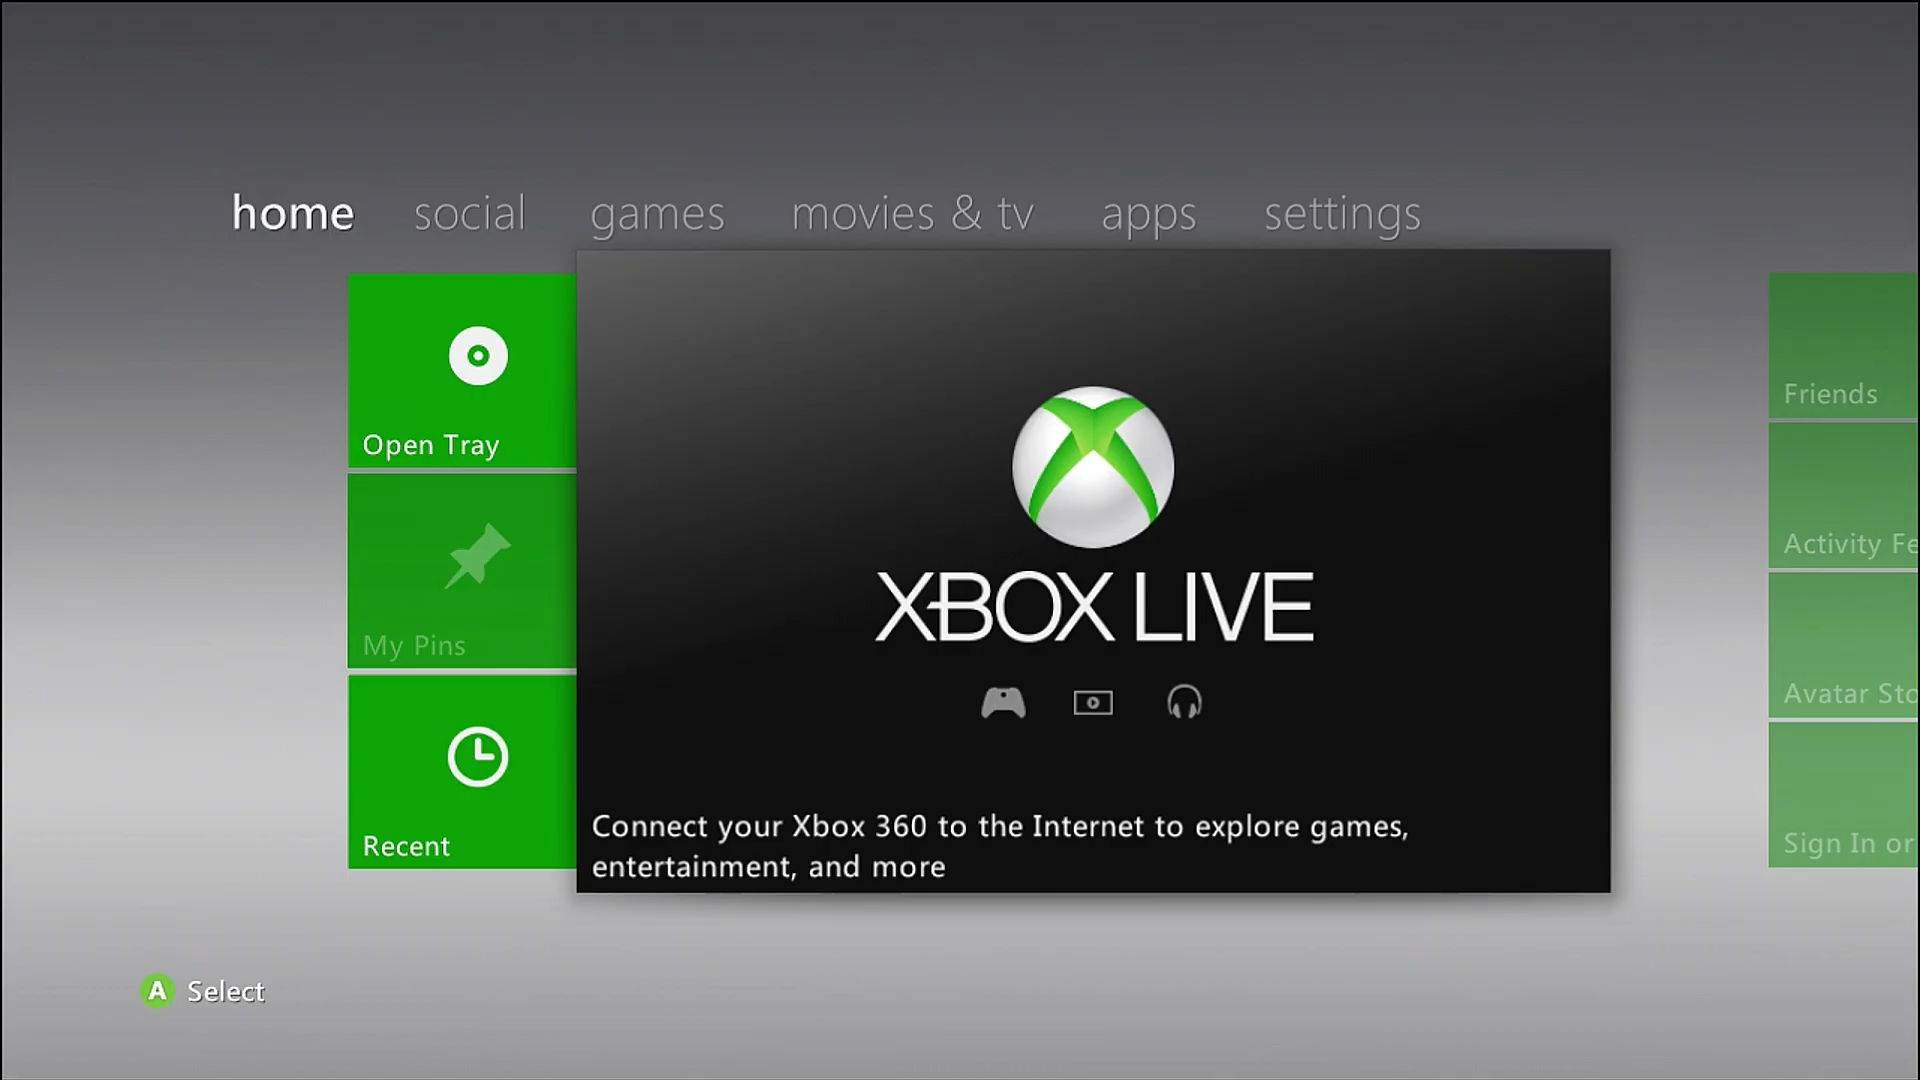 home social games movies & tv apps settings
Open Tray
My Pins
Recent
XBOX LIVE
Connect your Xbox 360 to the Internet to explore games,
entertainment, and more
Friends
Activity Fe
Avatar Sto
Sign In or
A Select